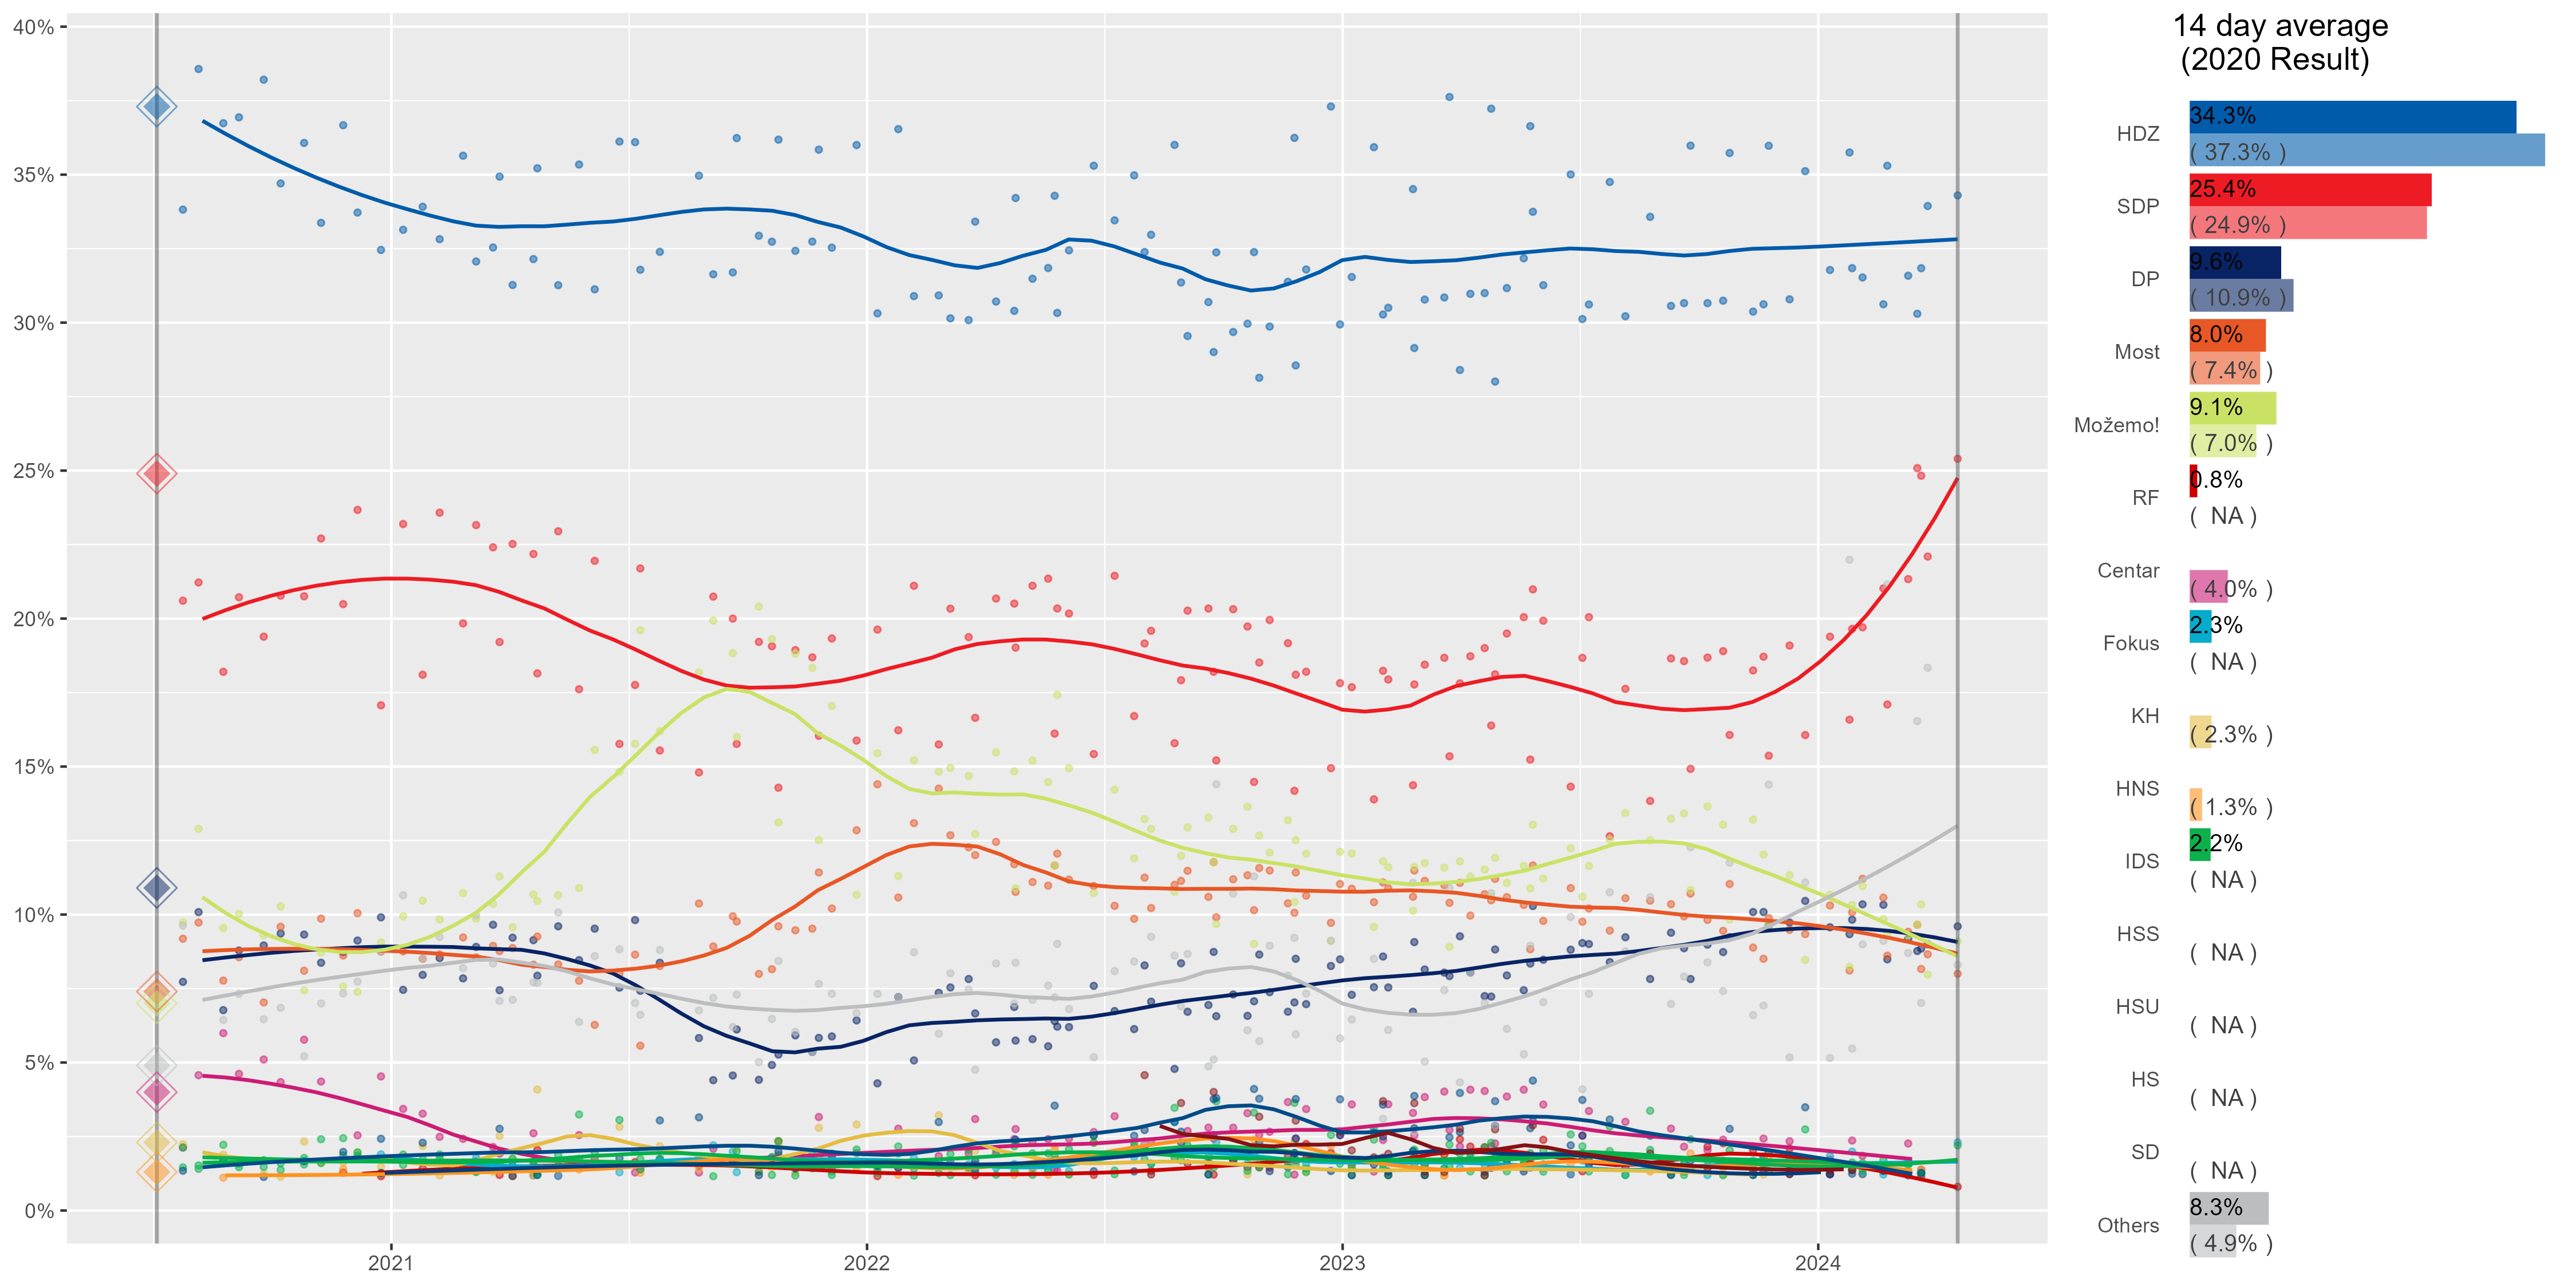 40%
35%
30%
25%
20%
15%
10%
5%
0%
2021
2022
2023
2024
14 day average
(2020 Result)
HDZ
34.3%
( 37.3% )
SDP
25.4%
( 24.9% )
DP
9.6%
( 10.9% )
Most
8.0%
( 7.4% )
Možemo!
9.1%
( 7.0% )
RF
0.8%
( NA )
Centar
( 4.0% )
Fokus
2.3%
( NA )
KH
( 2.3% )
HNS
( 1.3% )
IDS
2.2%
( NA )
HSS
( NA )
HSU
( NA )
HS
( NA )
SD
( NA )
Others
8.3%
( 4.9% )